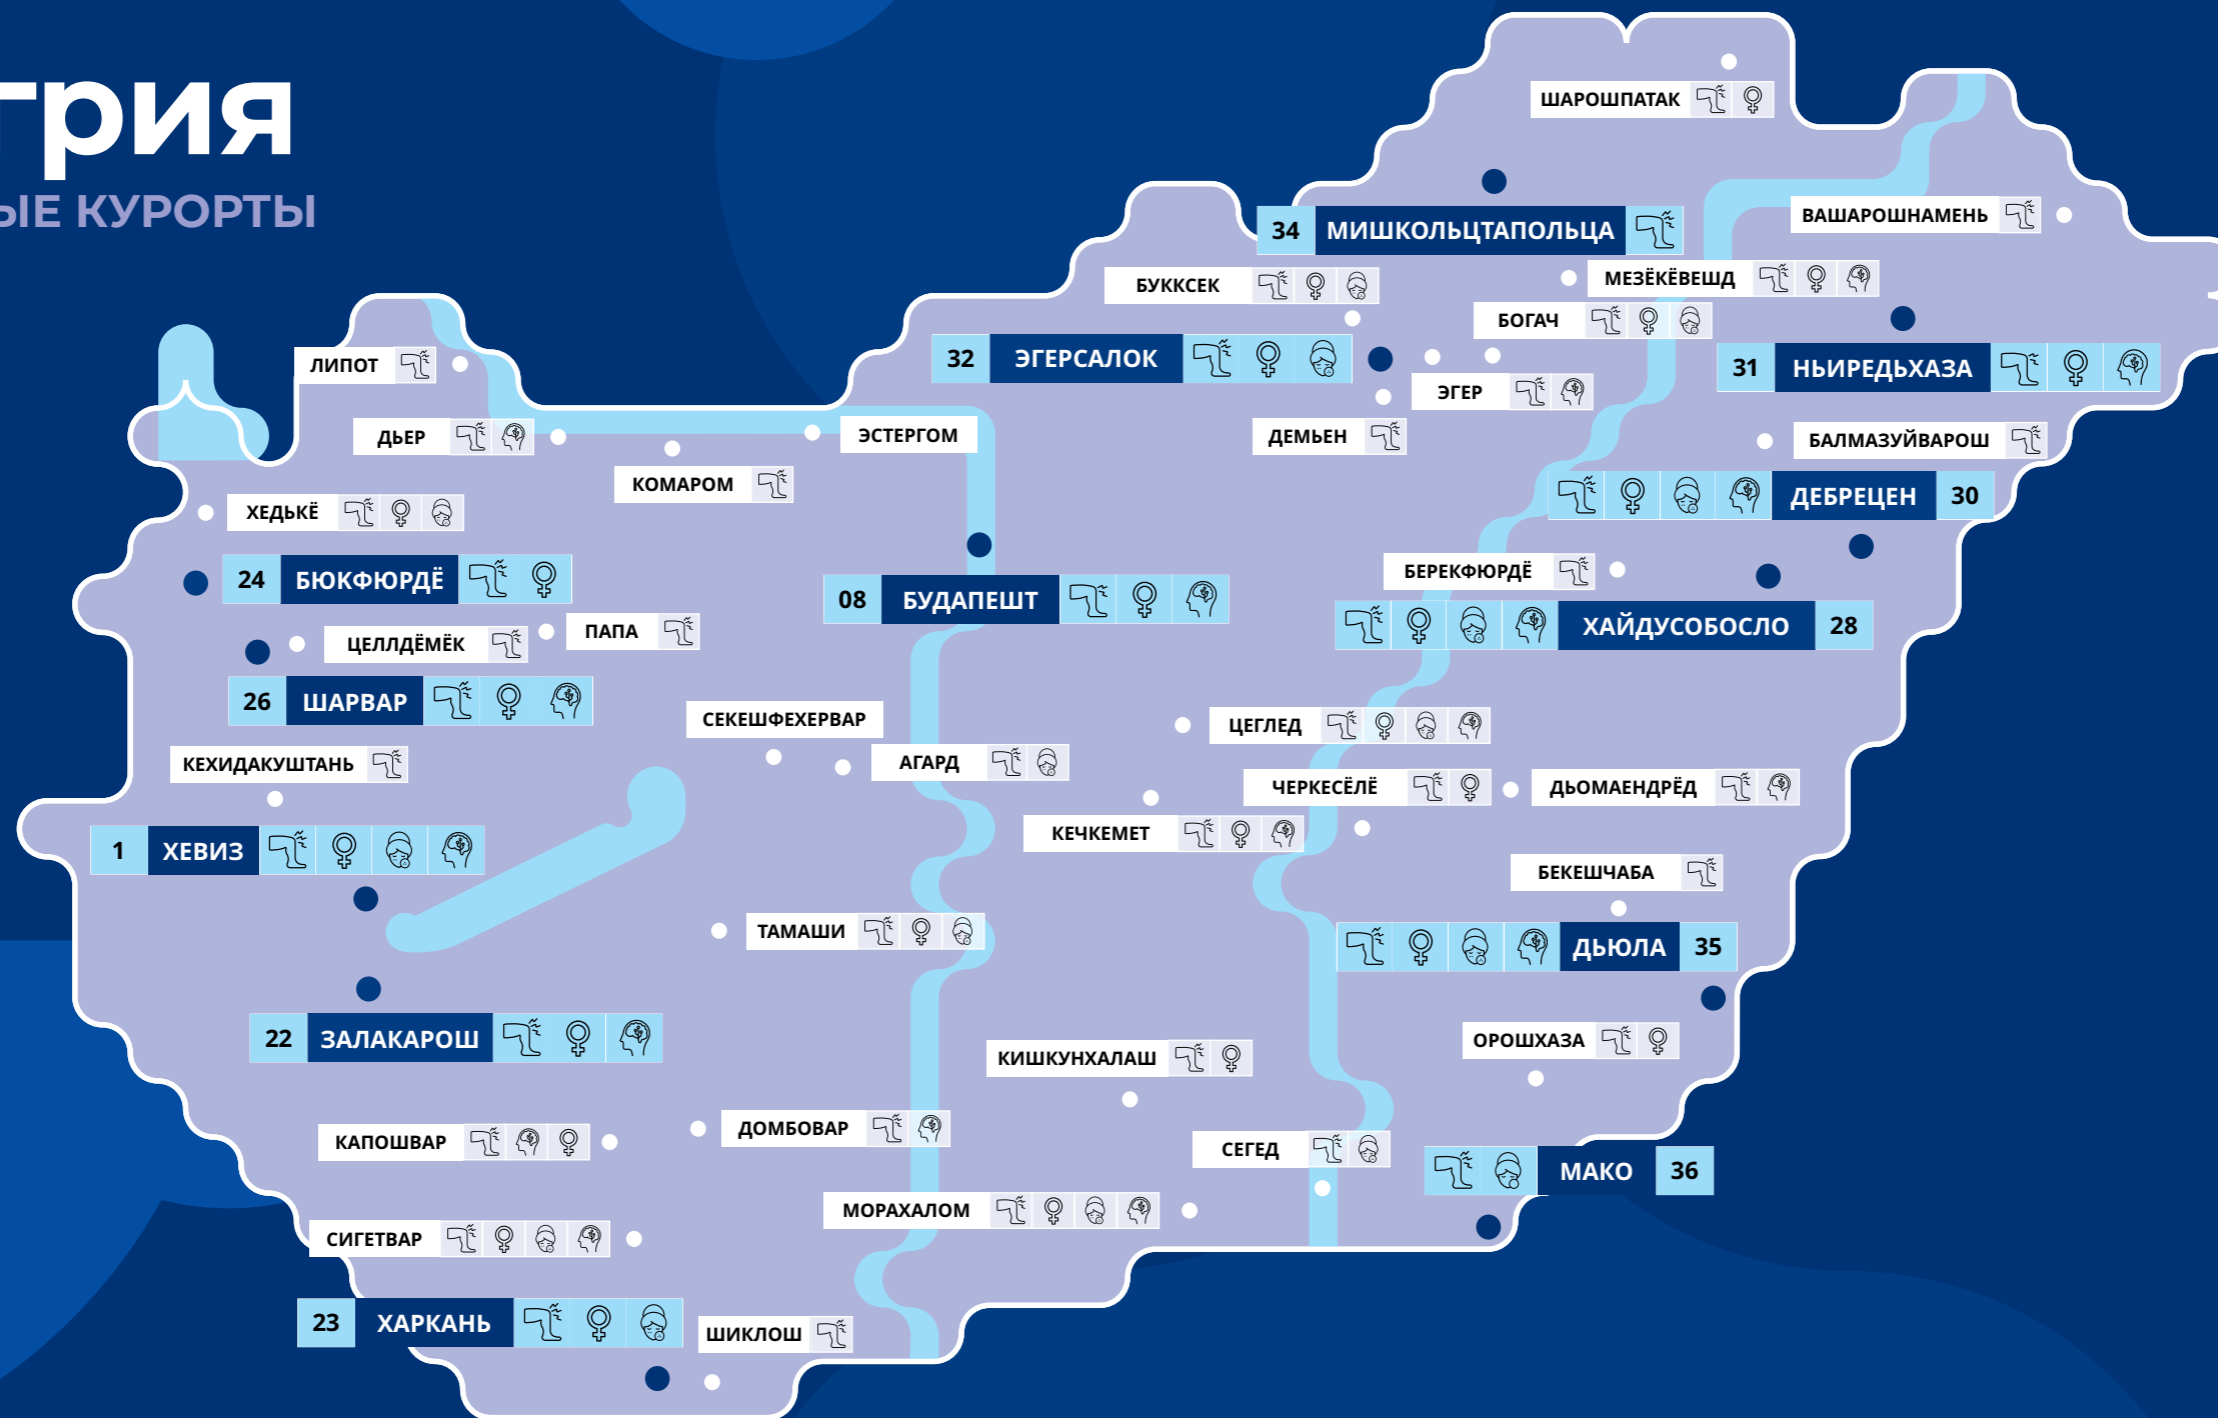 грия
ЫЕ КУРОРТЫ
ШАРОШПАТАК
ВАШАРОШНАМЕНЬ
34 МИШКОЛЬЦТАПОЛЬЦА
МЕЗЁКЁВЕШД
БУККСЕК
БОГАЧ
32 ЭГЕРСАЛОК
ЛИПОТ
31 НЬИРЕДЬХАЗА
ЭГЕР
ДЬЕР
ЭСТЕРГОМ
ДЕМЬЕН
БАЛМАЗУЙВАРОШ
КОМАРОМ
ДЕБРЕЦЕН 30
ХЕДЬКЁ
БЕРЕКФЮРДЁ
24 БЮКФЮРДЁ
08 БУДАПЕШТ
ХАЙДУСОБОСЛО 28
ЦЕЛЛДЁМЁК
ПАПА
26 ШАРВАР
СЕКЕШФЕХЕРВАР
ЦЕГЛЕД
КЕХИДАКУШТАНЬ
АГАРД
ЧЕРКЕСЁЛЁ
ДЬОМАЕНДРЁД
КЕЧКЕМЕТ
1 ХЕВИЗ
БЕКЕШЧАБА
ТАМАШИ
ДЬЮЛА 35
22 ЗАЛАКАРОШ
ОРОШХАЗА
КИШКУНХАЛАШ
КАПОШВАР
ДОМБОВАР
СЕГЕД
МАКО 36
МОРАХАЛОМ
СИГЕТВАР
23 ХАРКАНЬ
ШИКЛОШ